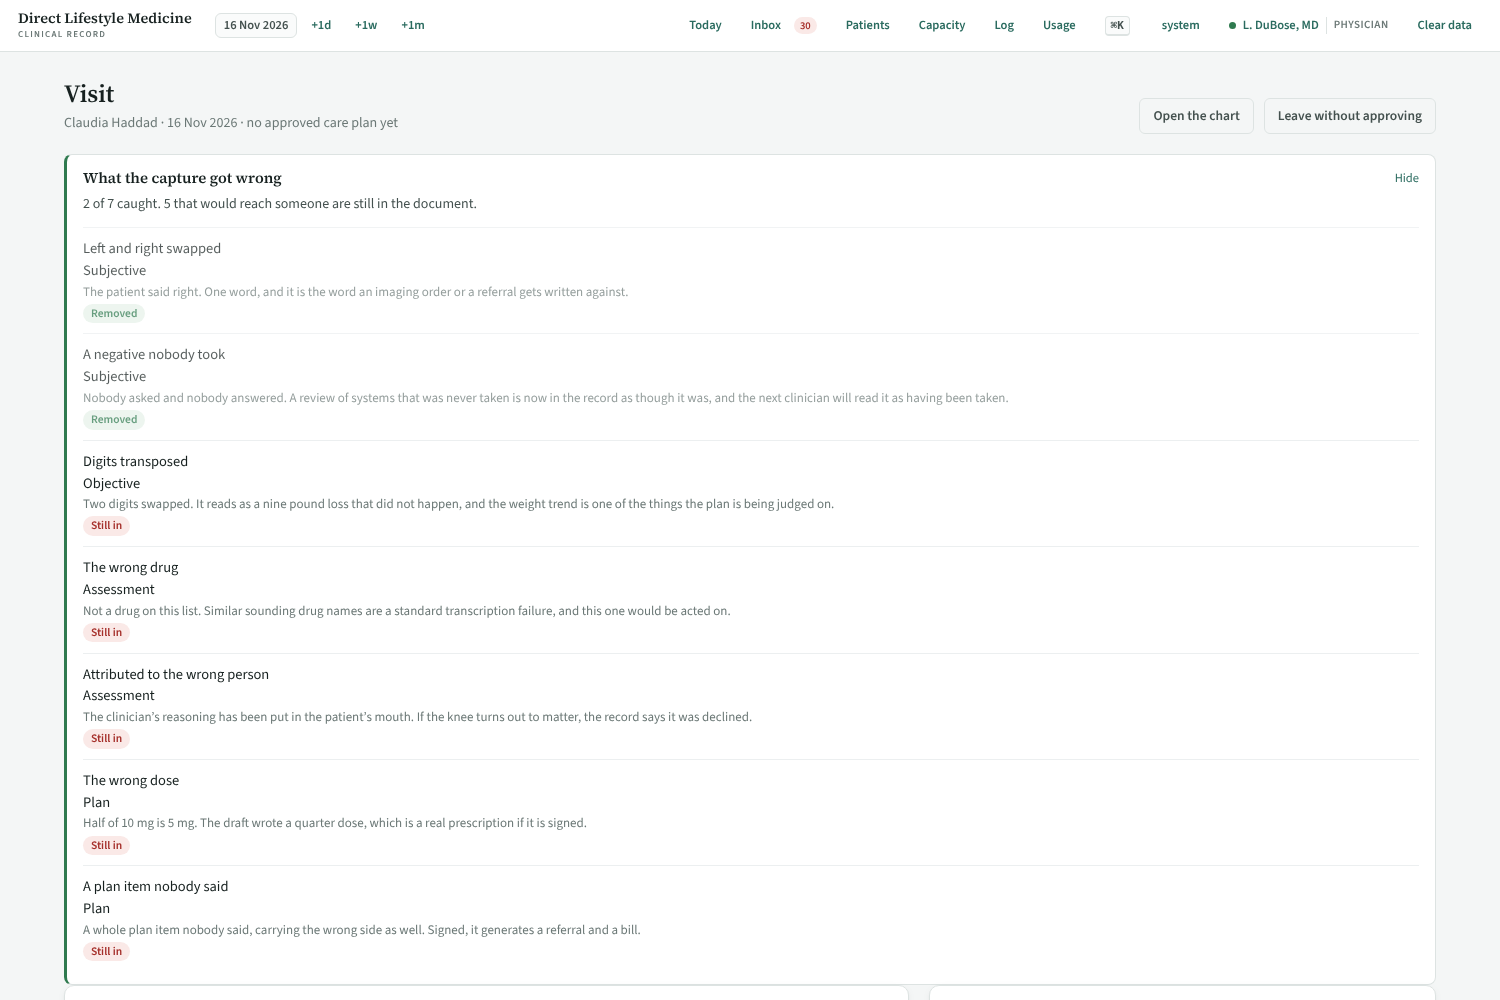 Direct Lifestyle Medicine
CLINICAL RECORD
16 Nov 2026 +1d +1w +1m
Today Inbox 30 Patients Capacity Log Usage ⌘K system L. DuBose, MD PHYSICIAN Clear data
Visit
Claudia Haddad · 16 Nov 2026 · no approved care plan yet
Open the chart Leave without approving
What the capture got wrong Hide
2 of 7 caught. 5 that would reach someone are still in the document.
Left and right swapped
Subjective
The patient said right. One word, and it is the word an imaging order or a referral gets written against.
Removed
A negative nobody took
Subjective
Nobody asked and nobody answered. A review of systems that was never taken is now in the record as though it was, and the next clinician will read it as having been taken.
Removed
Digits transposed
Objective
Two digits swapped. It reads as a nine pound loss that did not happen, and the weight trend is one of the things the plan is being judged on.
Still in
The wrong drug
Assessment
Not a drug on this list. Similar sounding drug names are a standard transcription failure, and this one would be acted on.
Still in
Attributed to the wrong person
Assessment
The clinician’s reasoning has been put in the patient’s mouth. If the knee turns out to matter, the record says it was declined.
Still in
The wrong dose
Plan
Half of 10 mg is 5 mg. The draft wrote a quarter dose, which is a real prescription if it is signed.
Still in
A plan item nobody said
Plan
A whole plan item nobody said, carrying the wrong side as well. Signed, it generates a referral and a bill.
Still in